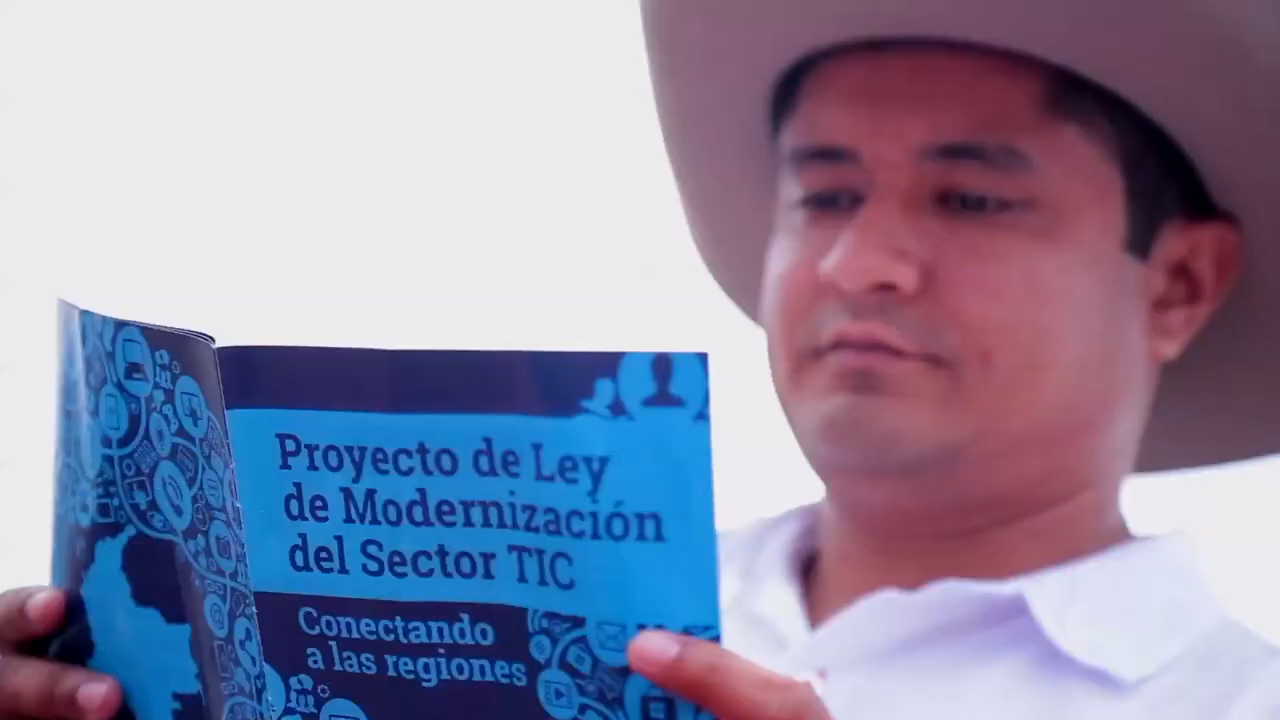 Proyecto de Ley
de Modernización
del Sector TIC
Conectando
a las regiones